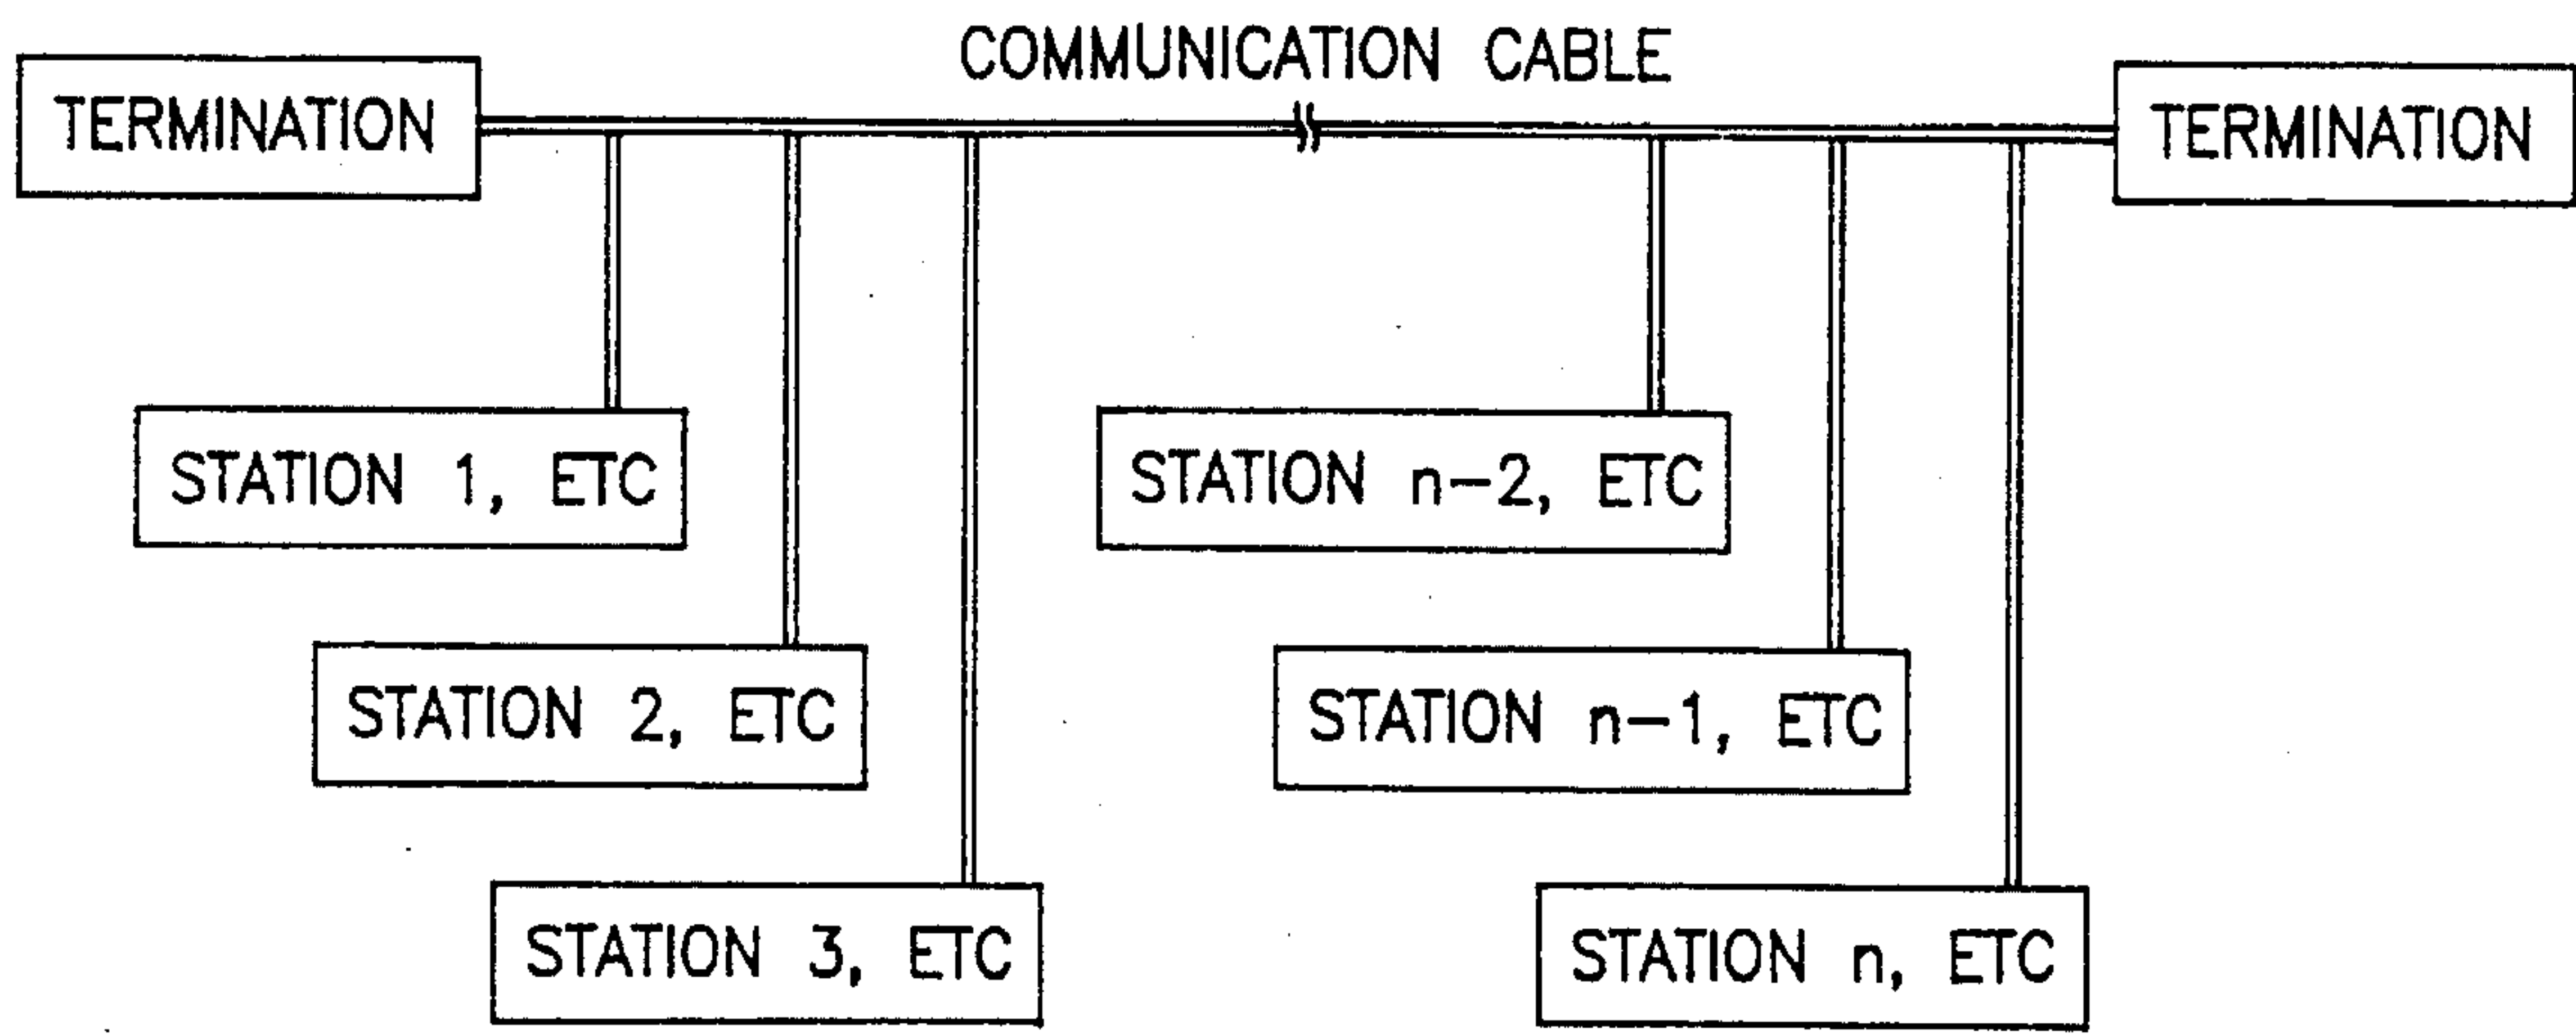 COMMUNICATION CABLE
TERMINATION
TERMINATION
STATION 1, ETC
STATION n-2, ETC
STATION 2, ETC
STATION n-1, ETC
STATION 3, ETC
STATION n, ETC